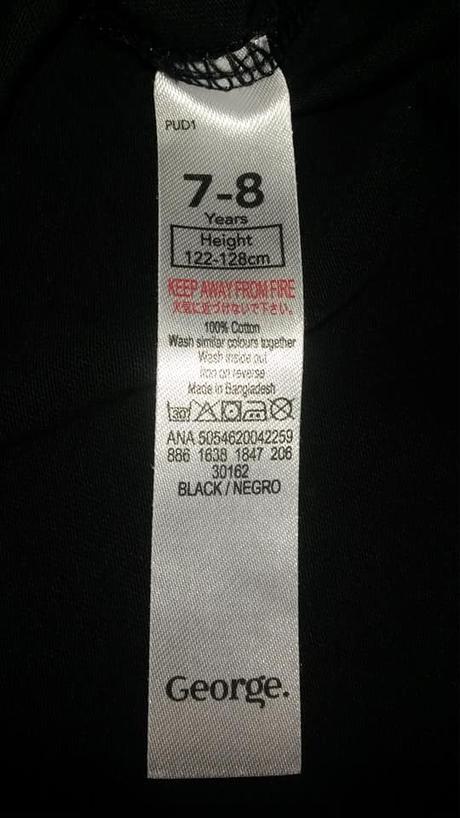 PUD1
7-8
Years
Height
122-128cm
KEEP AWAY FROM FIRE
火気に近づけないで下さい。
100% Cotton
Wash similar colours together
Wash inside out
Iron on reverse
Made in Bangladesh
30
ANA 5054620042259
886 1638 1847 206
30162
BLACK / NEGRO
George.